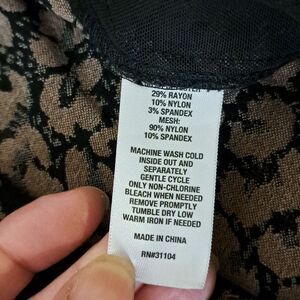 29% RAYON
10% NYLON
3% SPANDEX
MESH:
90% NYLON
10% SPANDEX
MACHINE WASH COLD
INSIDE OUT AND
SEPARATELY
GENTLE CYCLE
ONLY NON-CHLORINE
BLEACH WHEN NEEDED
REMOVE PROMPTLY
TUMBLE DRY LOW
WARM IRON IF NEEDED
MADE IN CHINA
RN#31104